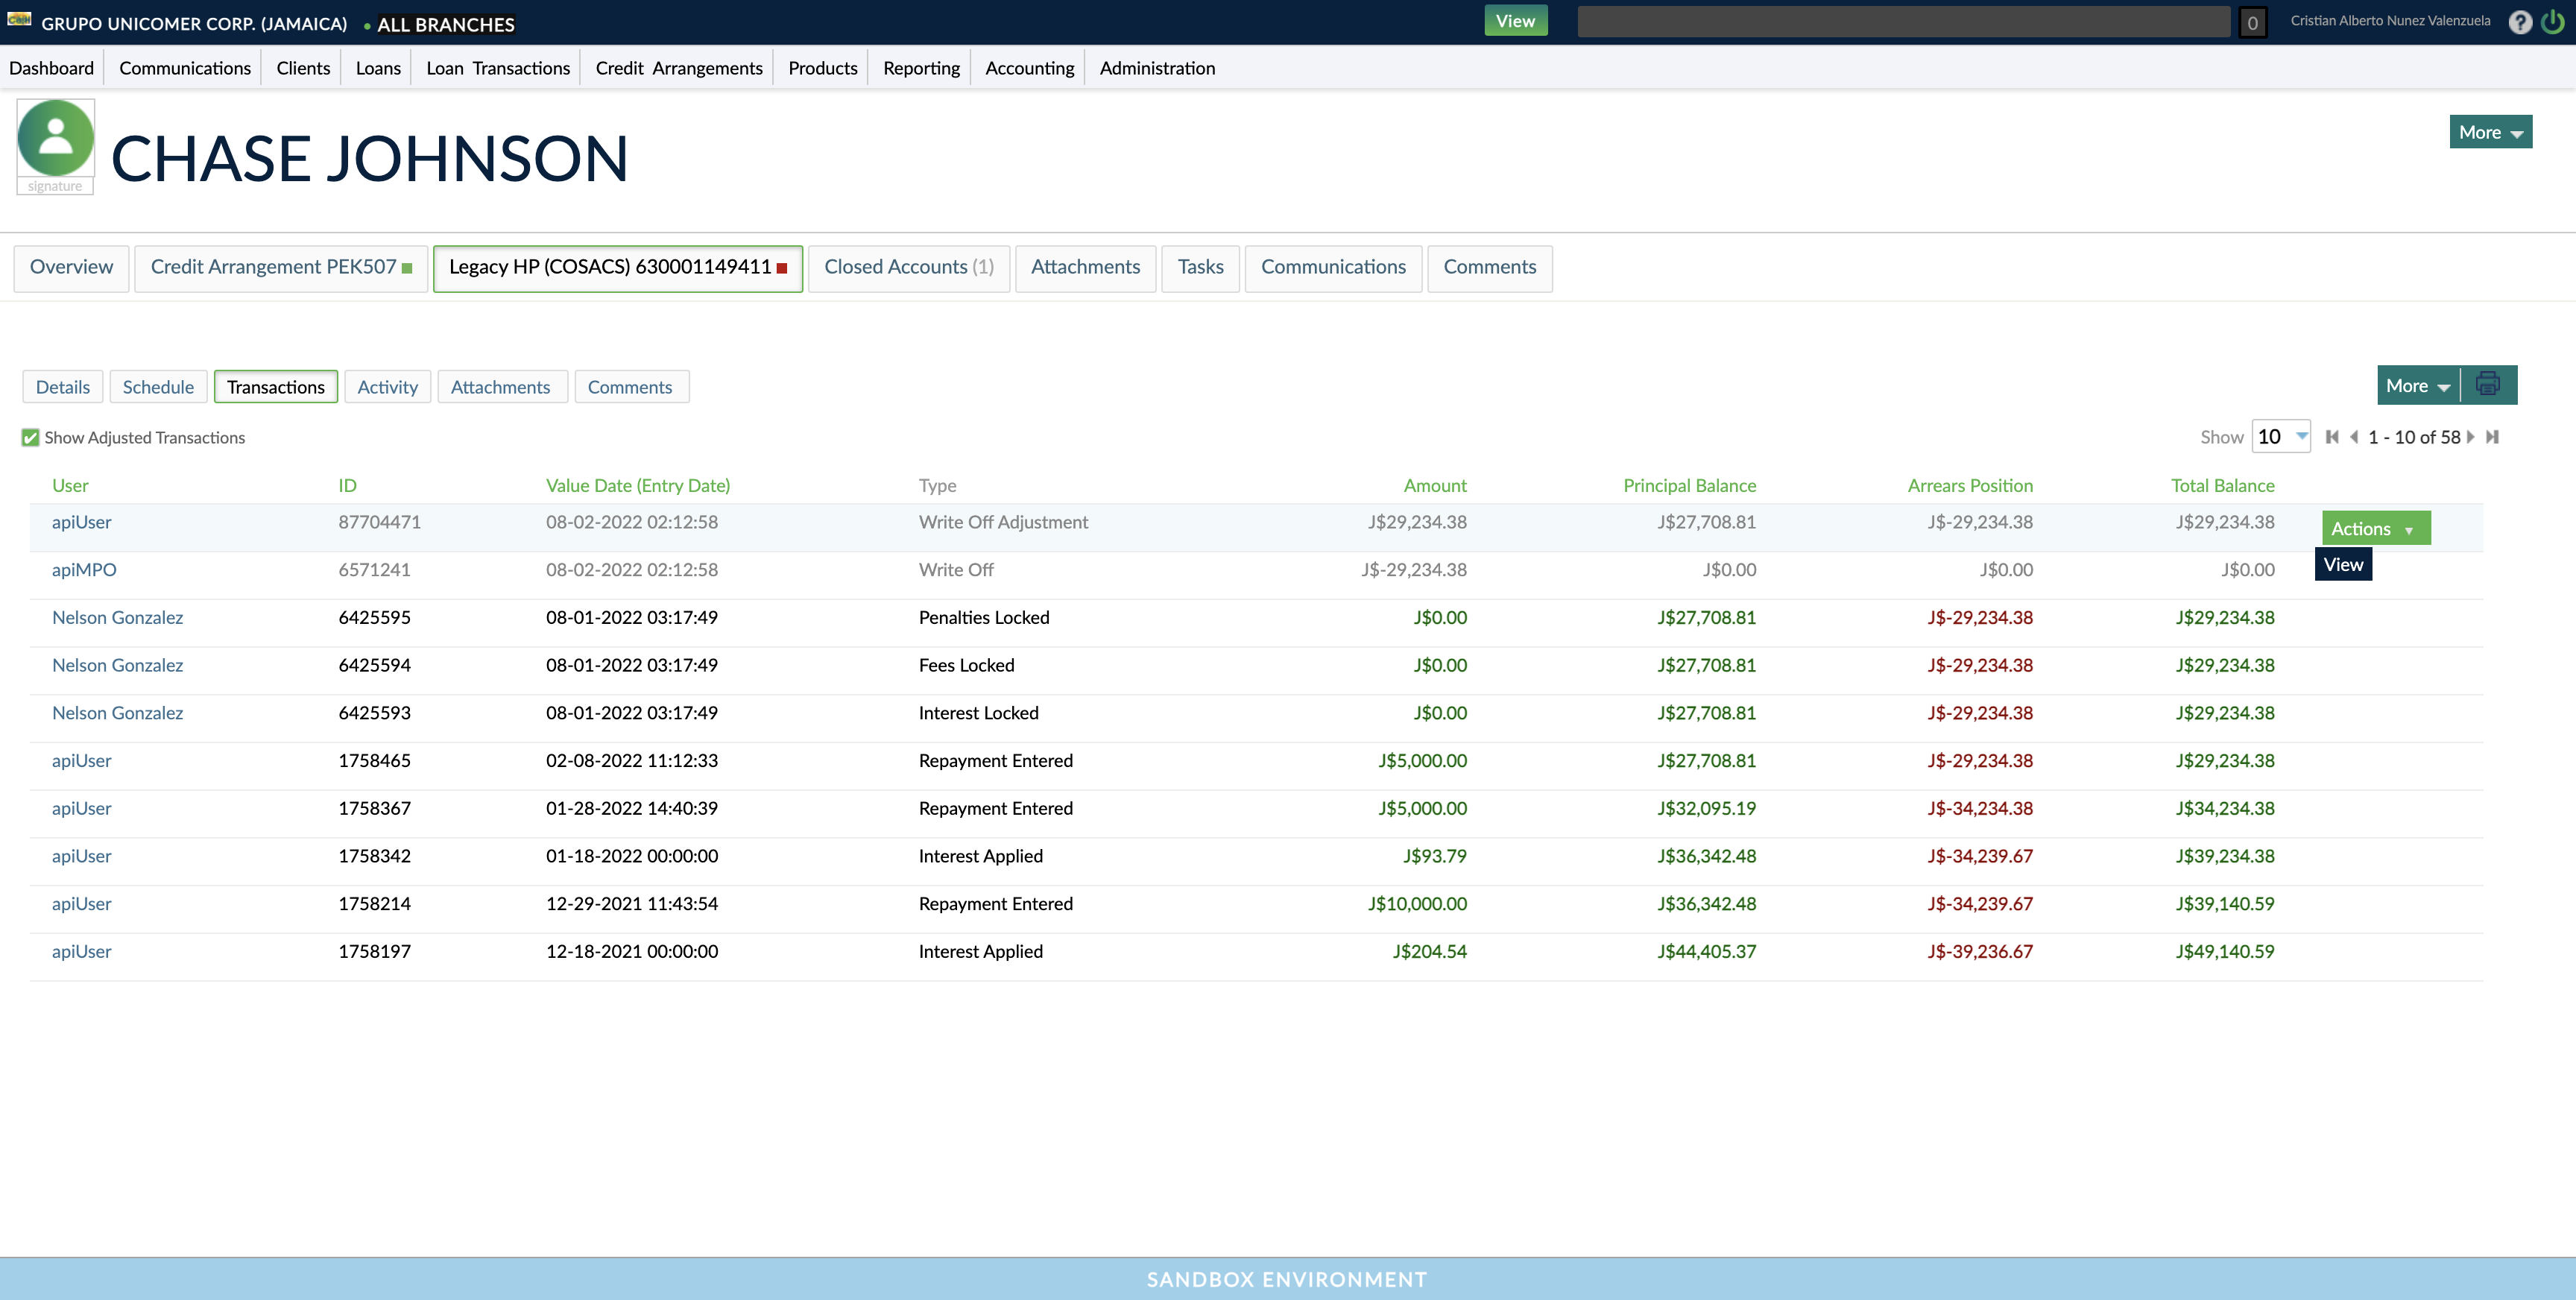 GRUPO UNICOMER CORP. (JAMAICA) • ALL BRANCHES View 0 Cristian Alberto Nunez Valenzuela ?
Dashboard Communications Clients Loans Loan Transactions Credit Arrangements Products Reporting Accounting Administration
signature
CHASE JOHNSON
More
Overview Credit Arrangement PEK507 Legacy HP (COSACS) 630001149411 Closed Accounts (1) Attachments Tasks Communications Comments
Details Schedule Transactions Activity Attachments Comments More
Show Adjusted Transactions Show 10 1 - 10 of 58
User ID Value Date (Entry Date) Type Amount Principal Balance Arrears Position Total Balance
apiUser 87704471 08-02-2022 02:12:58 Write Off Adjustment J$29,234.38 J$27,708.81 J$-29,234.38 J$29,234.38 Actions
View
apiMPO 6571241 08-02-2022 02:12:58 Write Off J$-29,234.38 J$0.00 J$0.00 J$0.00
Nelson Gonzalez 6425595 08-01-2022 03:17:49 Penalties Locked J$0.00 J$27,708.81 J$-29,234.38 J$29,234.38
Nelson Gonzalez 6425594 08-01-2022 03:17:49 Fees Locked J$0.00 J$27,708.81 J$-29,234.38 J$29,234.38
Nelson Gonzalez 6425593 08-01-2022 03:17:49 Interest Locked J$0.00 J$27,708.81 J$-29,234.38 J$29,234.38
apiUser 1758465 02-08-2022 11:12:33 Repayment Entered J$5,000.00 J$27,708.81 J$-29,234.38 J$29,234.38
apiUser 1758367 01-28-2022 14:40:39 Repayment Entered J$5,000.00 J$32,095.19 J$-34,234.38 J$34,234.38
apiUser 1758342 01-18-2022 00:00:00 Interest Applied J$93.79 J$36,342.48 J$-34,239.67 J$39,234.38
apiUser 1758214 12-29-2021 11:43:54 Repayment Entered J$10,000.00 J$36,342.48 J$-34,239.67 J$39,140.59
apiUser 1758197 12-18-2021 00:00:00 Interest Applied J$204.54 J$44,405.37 J$-39,236.67 J$49,140.59
SANDBOX ENVIRONMENT